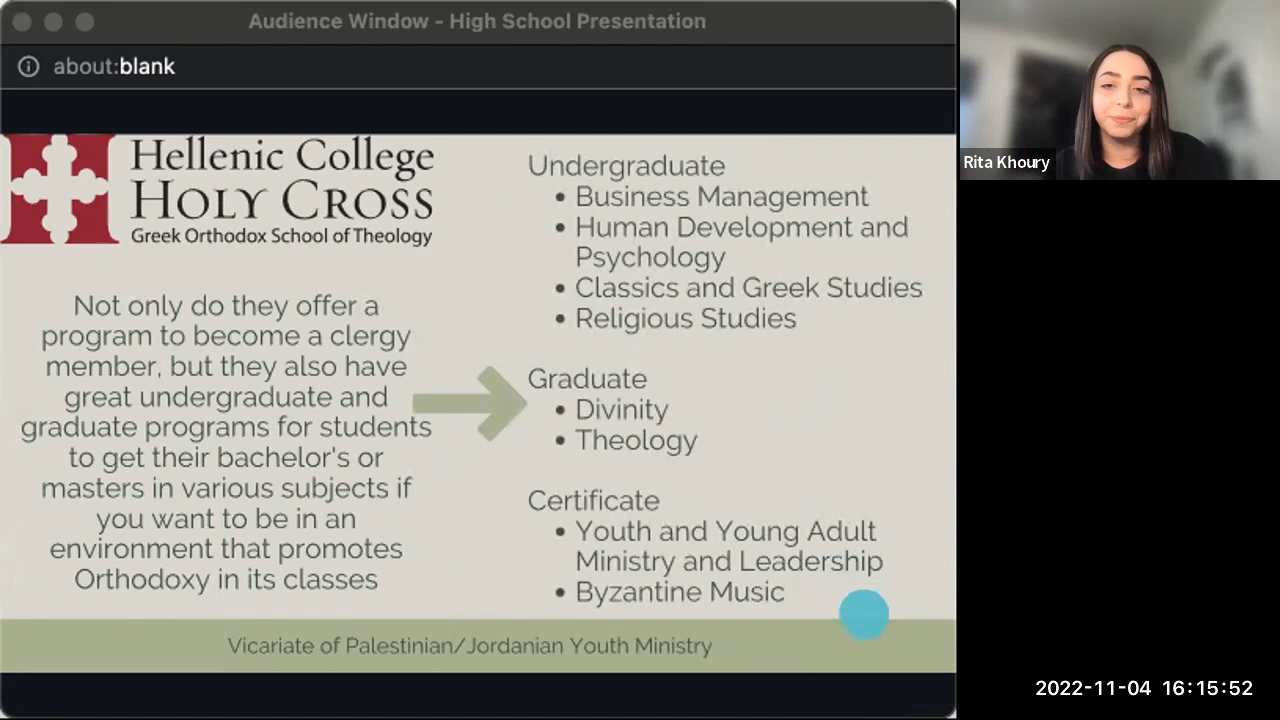 Audience Window - High School Presentation
about:blank
Hellenic College
HOLY CROSS
Greek Orthodox School of Theology
Not only do they offer a
program to become a clergy
member, but they also have
great undergraduate and
graduate programs for students
to get their bachelor's or
masters in various subjects if
you want to be in an
environment that promotes
Orthodoxy in its classes
Undergraduate
• Business Management
• Human Development and
Psychology
• Classics and Greek Studies
• Religious Studies
Graduate
• Divinity
• Theology
Certificate
• Youth and Young Adult
Ministry and Leadership
• Byzantine Music
Vicariate of Palestinian/Jordanian Youth Ministry
Rita Khoury
2022-11-04 16:15:52